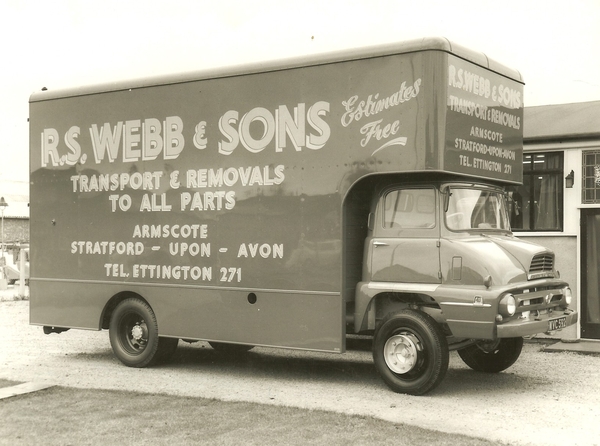 R.S. WEBB & SONS
Estimates
Free
TRANSPORT & REMOVALS
TO ALL PARTS
ARMSCOTE
STRATFORD - UPON - AVON
TEL. ETTINGTON 271
R.S. WEBB & SONS
TRANSPORT & REMOVALS
ARMSCOTE
STRATFORD-UPON-AVON
TEL. ETTINGTON 271